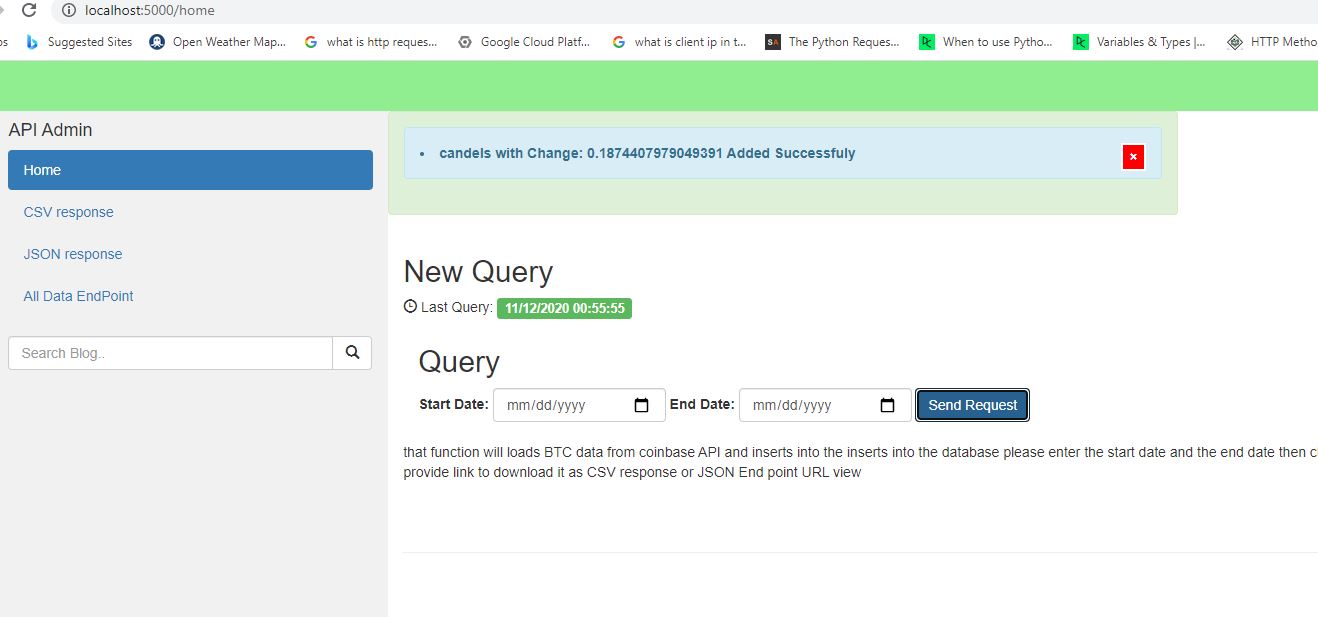 localhost:5000/home
Suggested Sites Open Weather Map... what is http reques... Google Cloud Platf... what is client ip in t... The Python Reques... When to use Pytho... Variables & Types |... HTTP Metho
API Admin
candels with Change: 0.1874407979049391 Added Successfuly
Home
CSV response
JSON response
All Data EndPoint
Search Blog..
New Query
Last Query: 11/12/2020 00:55:55
Query
Start Date: mm/dd/yyyy End Date: mm/dd/yyyy Send Request
that function will loads BTC data from coinbase API and inserts into the inserts into the database please enter the start date and the end date then
provide link to download it as CSV response or JSON End point URL view